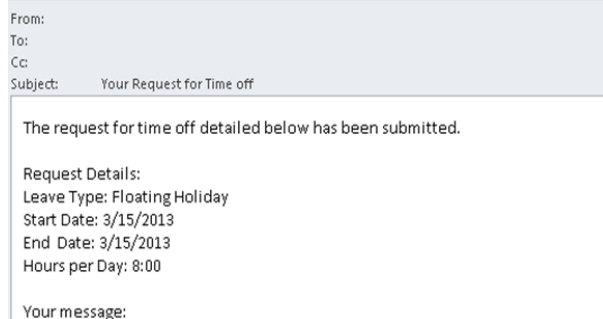 From:
To:
Cc:
Subject: Your Request for Time off
The request for time off detailed below has been submitted.
Request Details:
Leave Type: Floating Holiday
Start Date: 3/15/2013
End Date: 3/15/2013
Hours per Day: 8:00
Your message: